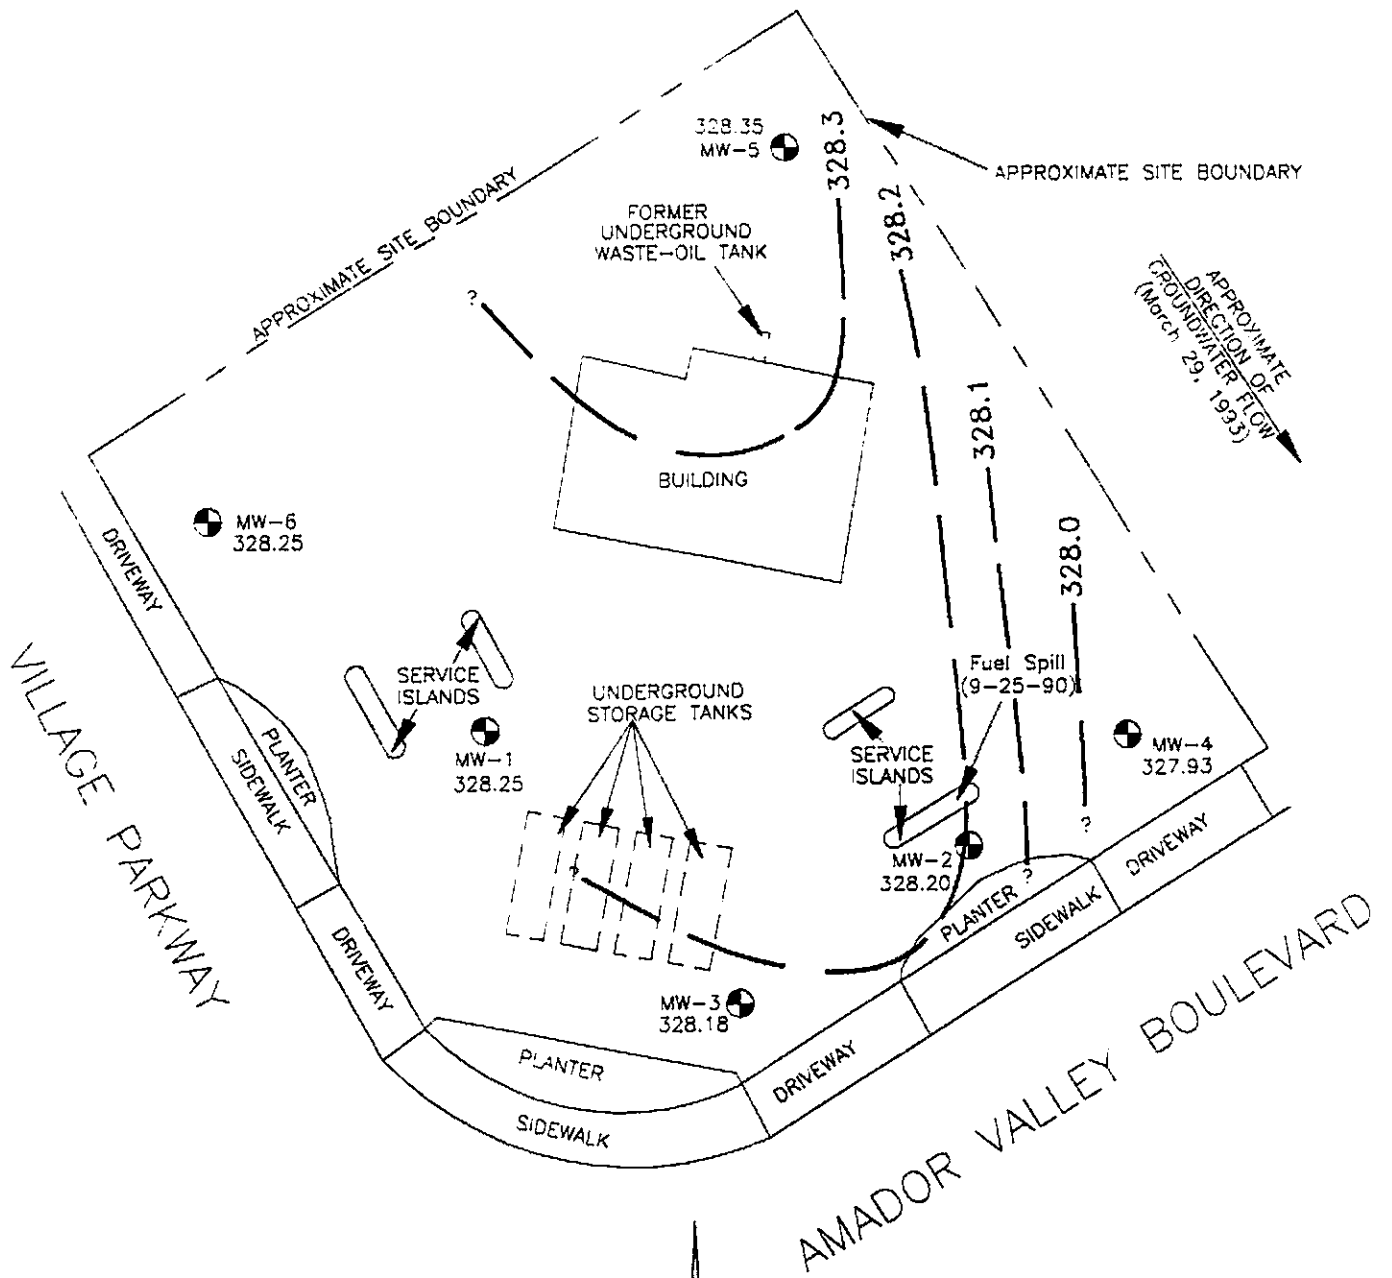 328.35
MW-5
328.3
APPROXIMATE SITE BOUNDARY
328.2
APPROXIMATE SITE BOUNDARY
FORMER
UNDERGROUND
WASTE-OIL TANK
APPROXIMATE
DIRECTION OF
GROUNDWATER FLOW
(March 29, 1993)
?
328.1
BUILDING
MW-6
328.25
328.0
DRIVEWAY
VILLAGE PARKWAY
SERVICE
ISLANDS
Fuel Spill
(9-25-90)
UNDERGROUND
STORAGE TANKS
PLANTER
SIDEWALK
MW-1
328.25
SERVICE
ISLANDS
MW-4
327.93
?
DRIVEWAY
MW-2
328.20
?
?
PLANTER
SIDEWALK
DRIVEWAY
MW-3
328.18
PLANTER
DRIVEWAY
SIDEWALK
AMADOR VALLEY BOULEVARD